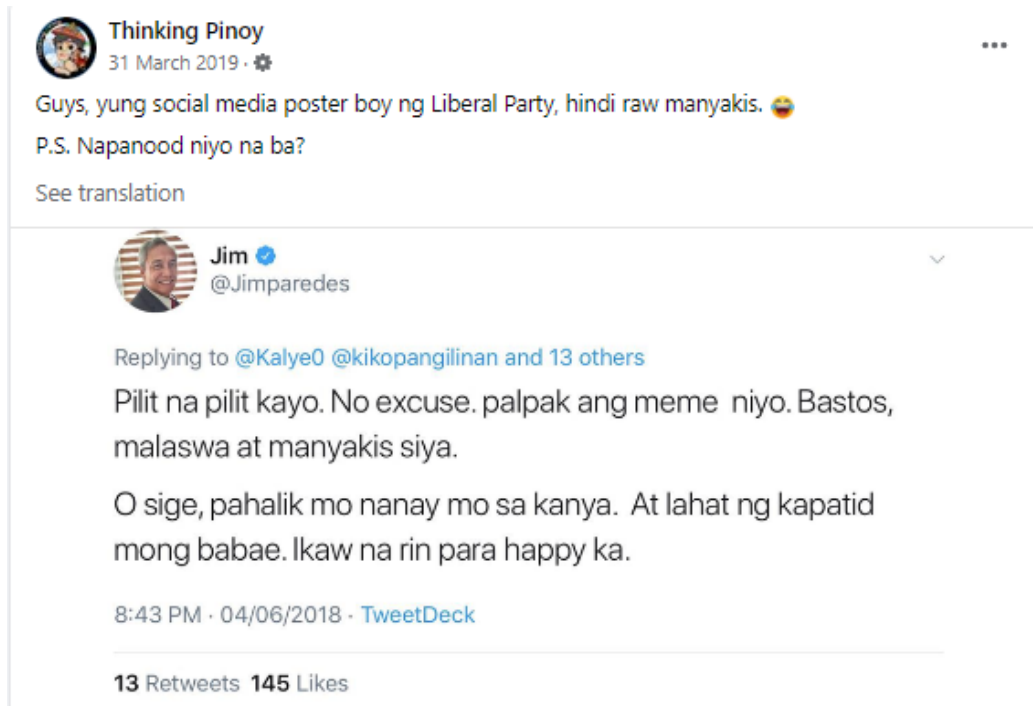 Thinking Pinoy
31 March 2019 ·
Guys, yung social media poster boy ng Liberal Party, hindi raw manyakis. 😂
P.S. Napanood niyo na ba?
See translation
Jim
@Jimparedes
Replying to @Kalye0 @kikopangilinan and 13 others
Pilit na pilit kayo. No excuse. palpak ang meme niyo. Bastos,
malaswa at manyakis siya.
O sige, pahalik mo nanay mo sa kanya. At lahat ng kapatid
mong babae. Ikaw na rin para happy ka.
8:43 PM · 04/06/2018 · TweetDeck
13 Retweets 145 Likes